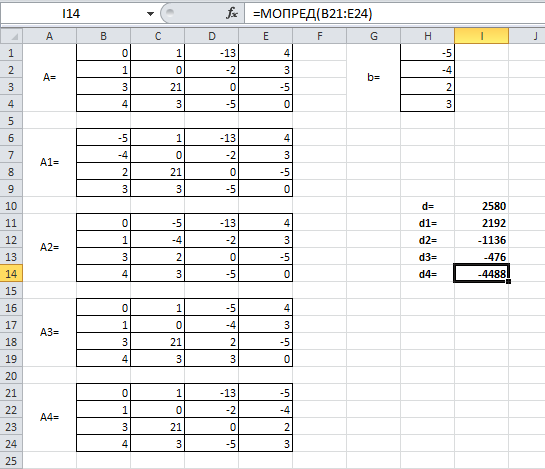 I14 fx =МОПРЕД(B21:E24)
A B C D E F G H I J
1 0 1 -13 4 -5
2 1 0 -2 3 -4
A= b=
3 3 21 0 -5 2
4 4 3 -5 0 3
5
6 -5 1 -13 4
7 -4 0 -2 3
A1=
8 2 21 0 -5
9 3 3 -5 0
10 d= 2580
11 0 -5 -13 4 d1= 2192
12 1 -4 -2 3 d2= -1136
A2=
13 3 2 0 -5 d3= -476
14 4 3 -5 0 d4= -4488
15
16 0 1 -5 4
17 1 0 -4 3
A3=
18 3 21 2 -5
19 4 3 3 0
20
21 0 1 -13 -5
22 1 0 -2 -4
A4=
23 3 21 0 2
24 4 3 -5 3
25